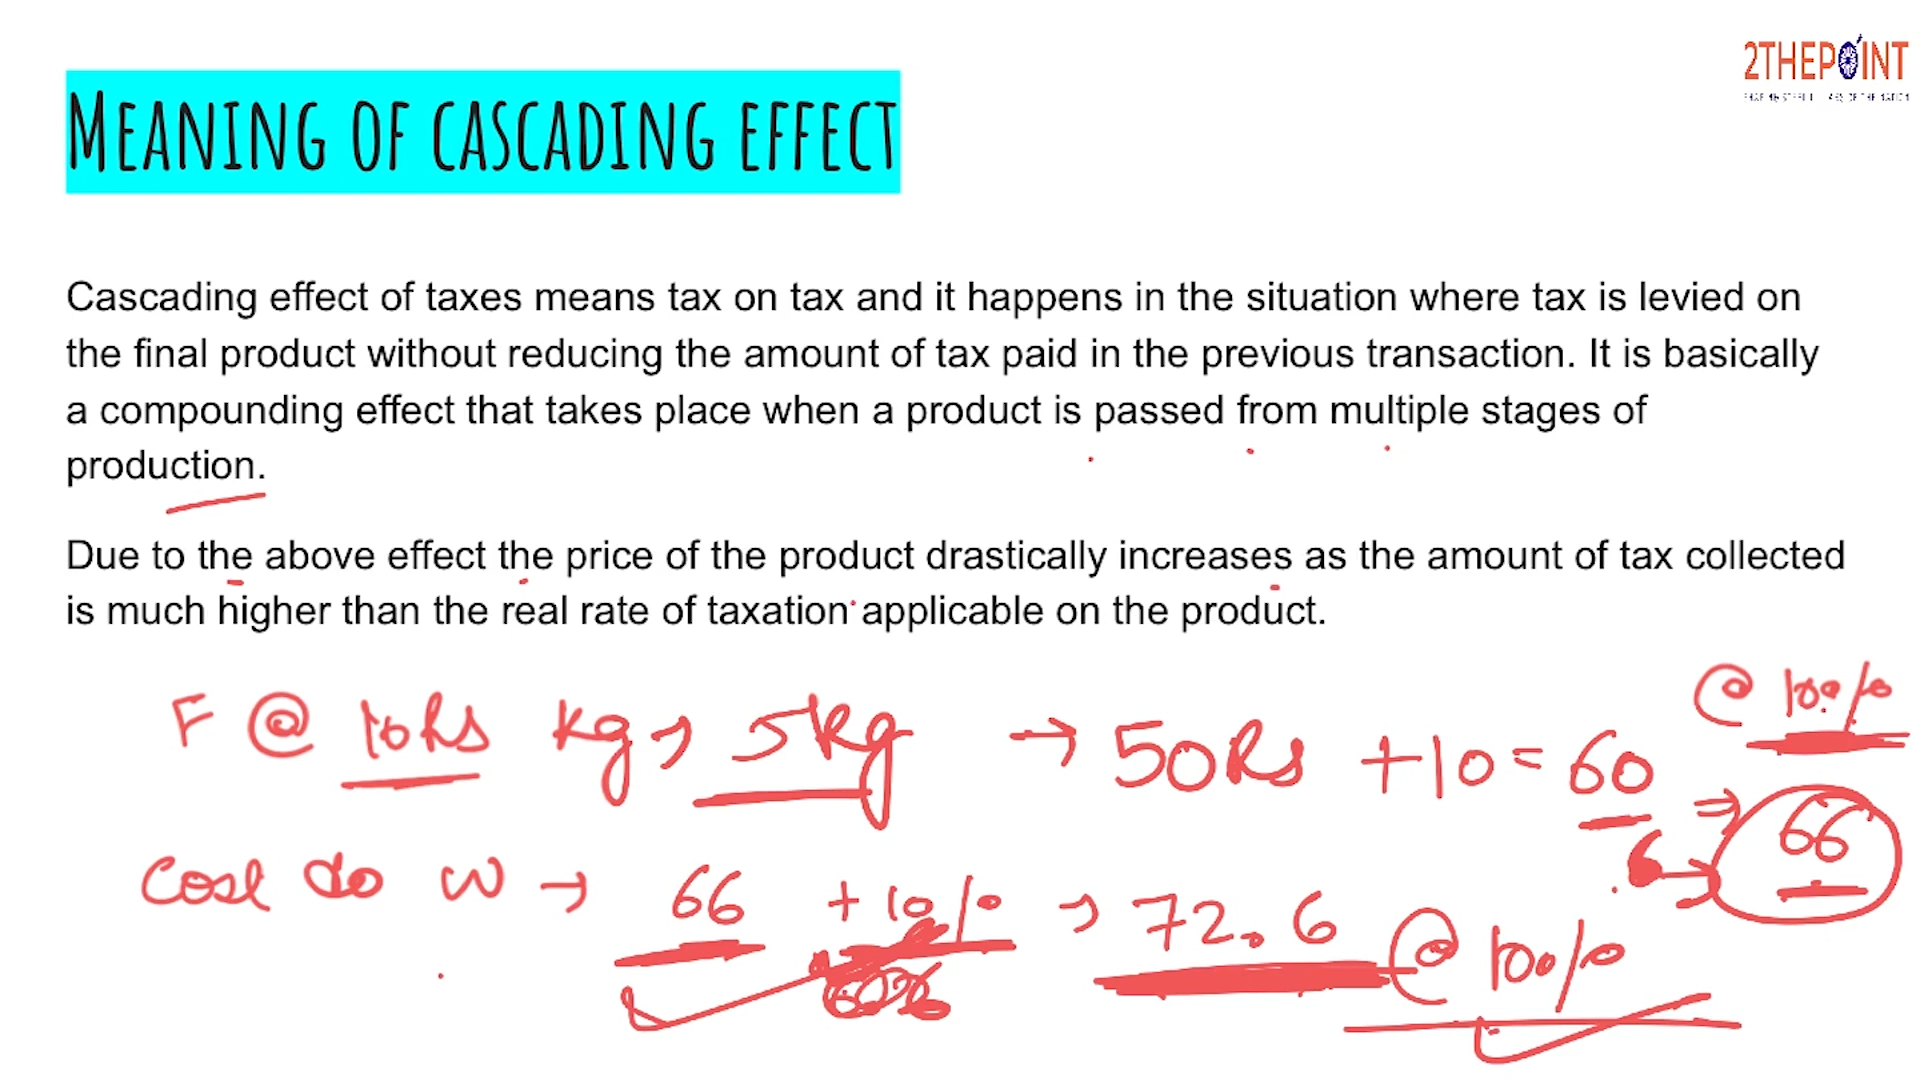 2THEPOINT
MEANING OF CASCADING EFFECT
Cascading effect of taxes means tax on tax and it happens in the situation where tax is levied on
the final product without reducing the amount of tax paid in the previous transaction. It is basically
a compounding effect that takes place when a product is passed from multiple stages of
production.
Due to the above effect the price of the product drastically increases as the amount of tax collected
is much higher than the real rate of taxation applicable on the product.
@ 10%
F @ 10Rs kg, 5kg → 50Rs +10 = 60
6 → 66
Cost to W → 66 + 10% → 72.6 @ 10%